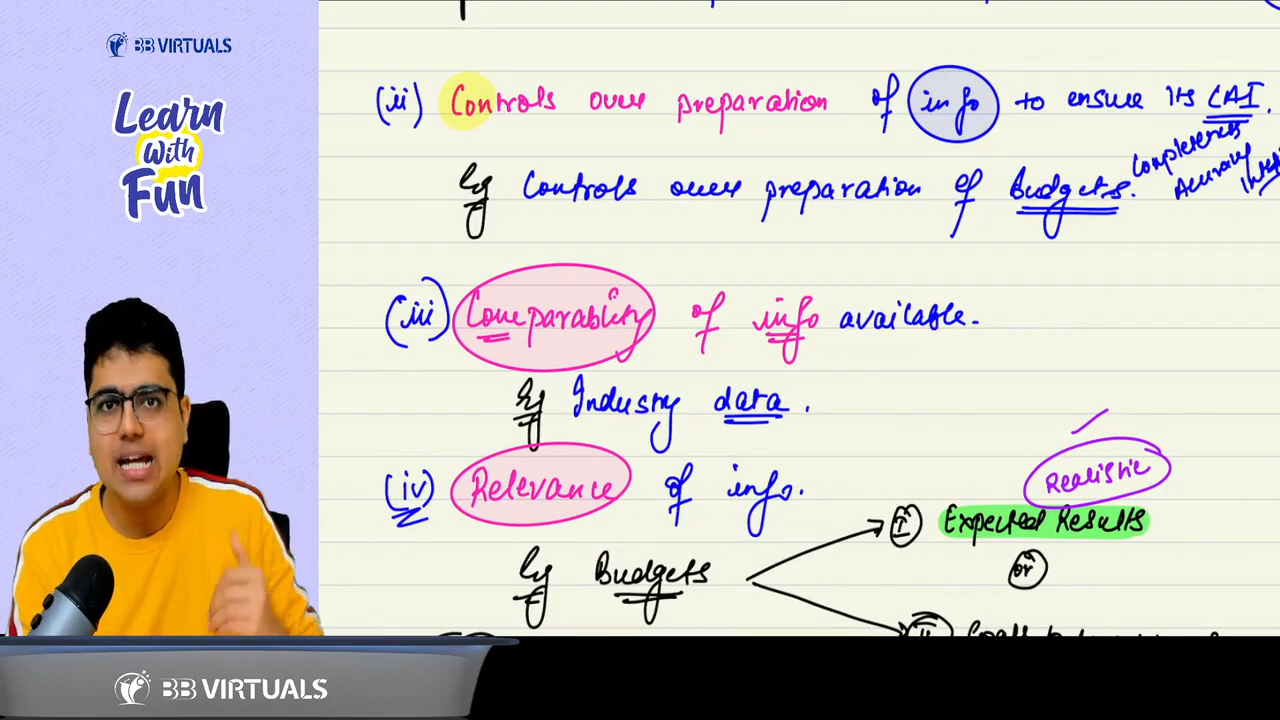 BB VIRTUALS
Learn
With
Fun
(ii) Controls over preparation of info to ensure its CAI.
Completeness
Accuracy
Eg Controls over preparation of Budgets.
(iii) Comparability of info available.
Eg Industry data.
(iv) Relevance of info.
Realistic
I Expected Results
Eg Budgets
or
II
BB VIRTUALS